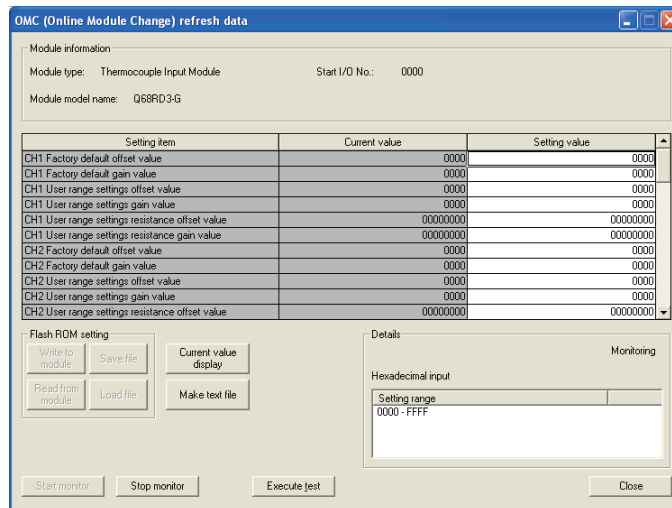 OMC (Online Module Change) refresh data
Module information
Module type: Thermocouple Input Module Start I/O No.: 0000
Module model name: Q68RD3-G
Setting item Current value Setting value
CH1 Factory default offset value 0000 0000
CH1 Factory default gain value 0000 0000
CH1 User range settings offset value 0000 0000
CH1 User range settings gain value 0000 0000
CH1 User range settings resistance offset value 00000000 00000000
CH1 User range settings resistance gain value 00000000 00000000
CH2 Factory default offset value 0000 0000
CH2 Factory default gain value 0000 0000
CH2 User range settings offset value 0000 0000
CH2 User range settings gain value 0000 0000
CH2 User range settings resistance offset value 00000000 00000000
Flash ROM setting
Write to module
Save file
Current value display
Read from module
Load file
Make text file
Details
Monitoring
Hexadecimal input
Setting range
0000 - FFFF
Start monitor Stop monitor Execute test Close